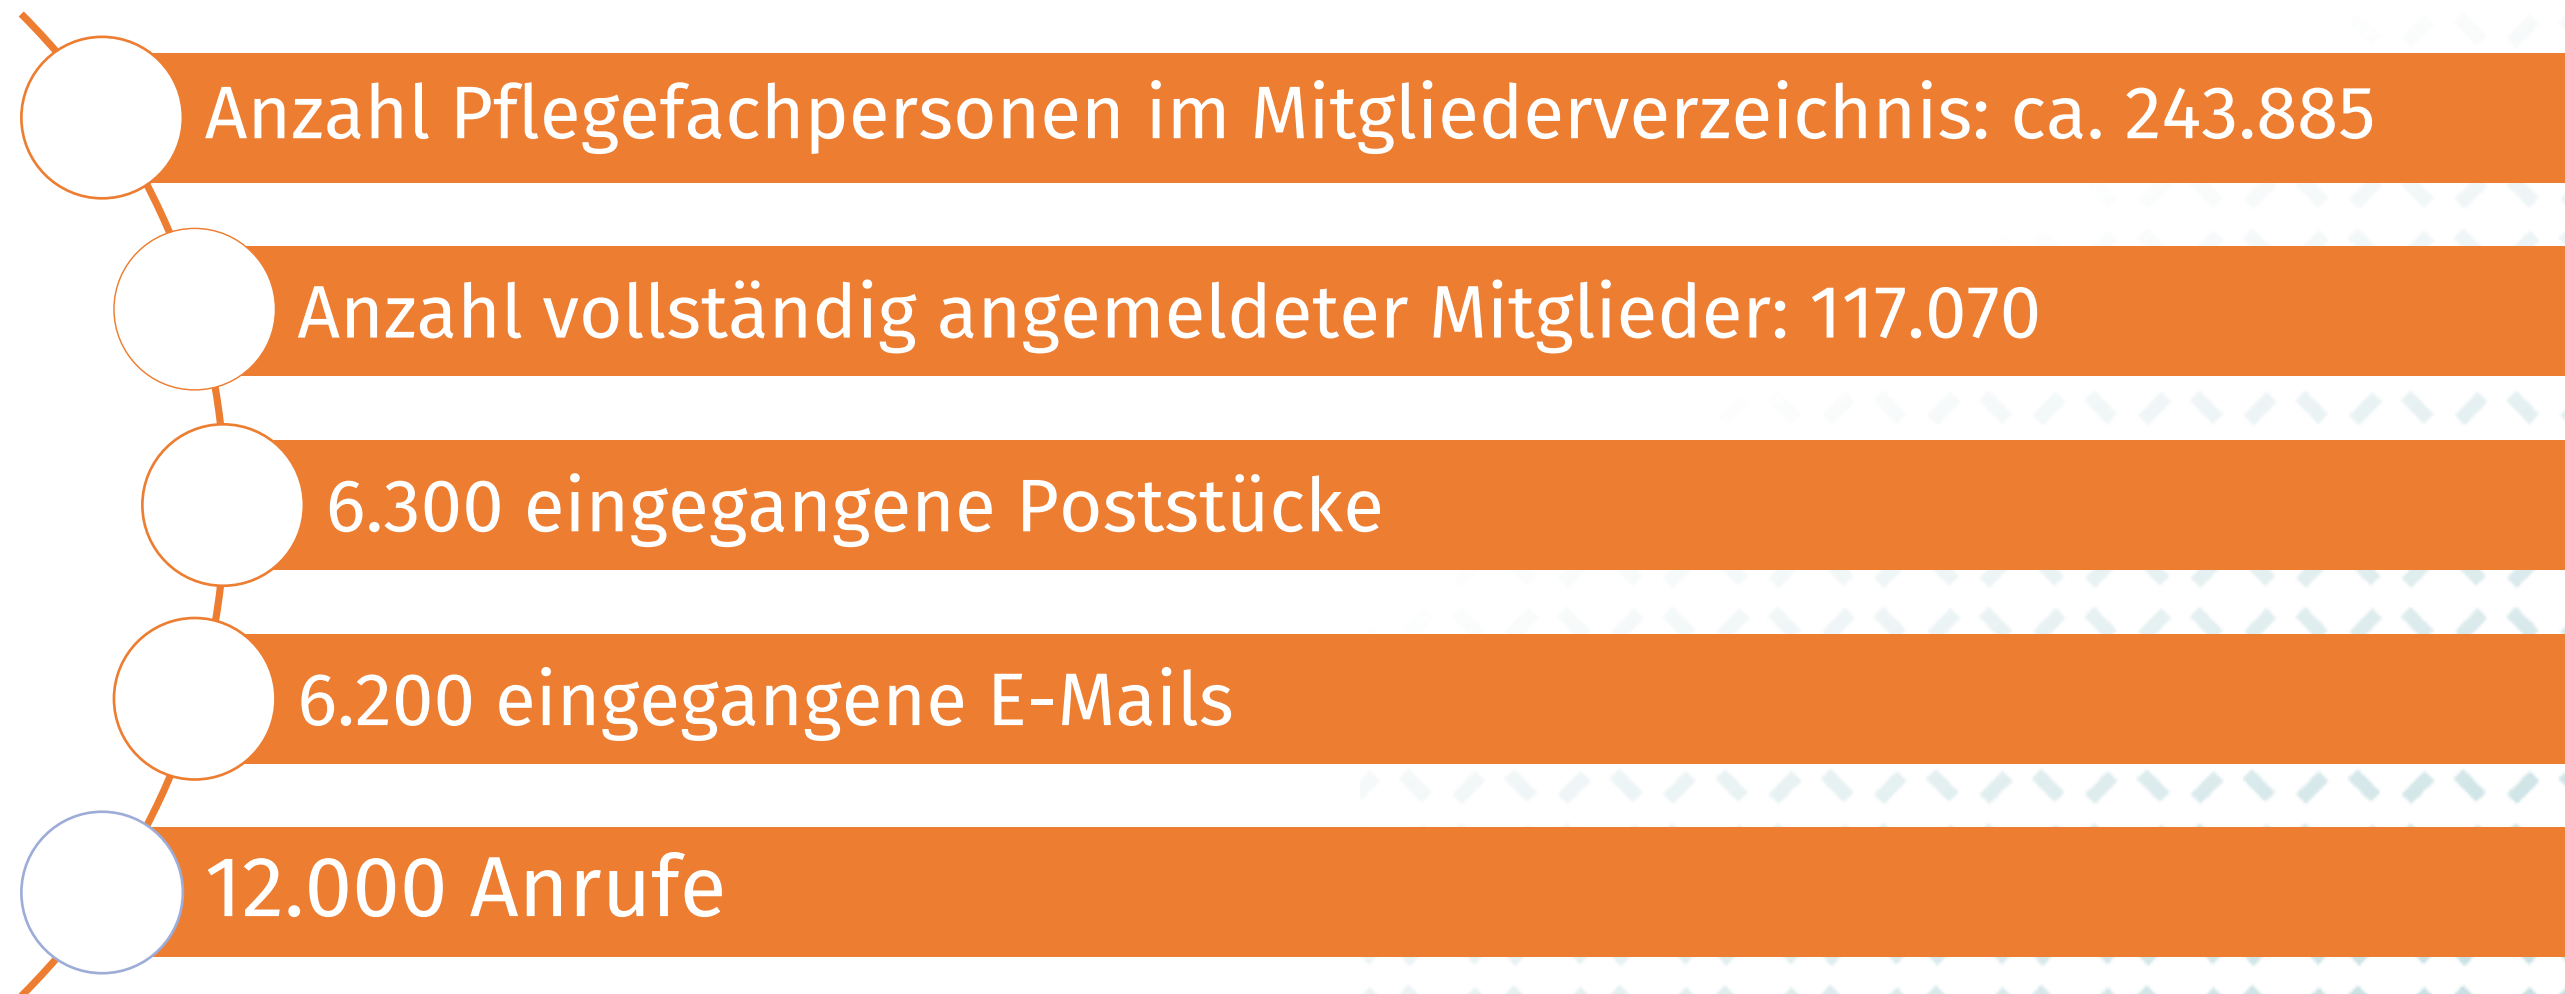 Anzahl Pflegefachpersonen im Mitgliederverzeichnis: ca. 243.885
Anzahl vollständig angemeldeter Mitglieder: 117.070
6.300 eingegangene Poststücke
6.200 eingegangene E-Mails
12.000 Anrufe